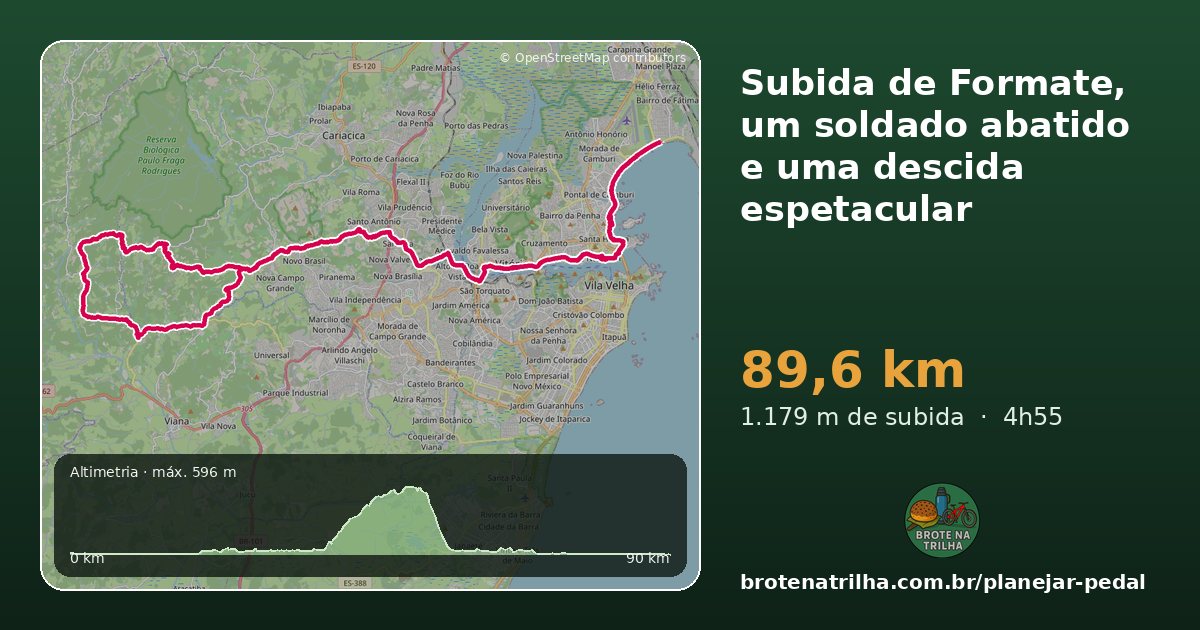 © OpenStreetMap contributors
Carapina Grande
Manoel Plaza
ES-120
Padre Matias
Hélio Ferraz
Bairro de Fátima
Ibiapaba
Prolar
Nova Rosa
da Penha
Porto das Pedras
Cariacica
Antônio Honório
Morada de
Camburi
Reserva
Biológica
Paulo Fraga
Rodrigues
Porto de Cariacica
Nova Palestina
Ilha das Caieiras
Foz do Rio
Bubú
Santos Reis
Flexal II
Vila Roma
Pontal de Camburi
Vila Prudêncio
Universitário
Bairro da Penha
Santo Antônio
Presidente
Médice
Bela Vista
Cruzamento
Santa H
Novo Brasil
Nova Campo
Grande
Piranema
Nova Brasília
São Torquato
Vila Velha
Vila Independência
Jardim América
Dom João Batista
Marcílio de
Noronha
Morada de
Campo Grande
Nova América
Cristóvão Colombo
Nossa Senhora
da Penha
Itapuã
Cobilândia
Universal
Arlindo Angelo
Villaschi
Bandeirantes
Jardim Colorado
Polo Empresarial
Novo México
Parque Industrial
Castelo Branco
62
Alzira Ramos
Jardim Guaranhuns
Jockey de Itaparica
Viana
Vila Nova
Jardim Botânico
Coqueiral de
Viana
Altimetria · máx. 596 m
Santa Paula
II
Riviera da Barra
Cidade da Barra
BR-101
0 km
90 km
ES-388
Subida de Formate,
um soldado abatido
e uma descida
espetacular
89,6 km
1.179 m de subida · 4h55
BROTE NA
TRILHA
brotenatrilha.com.br/planejar-pedal